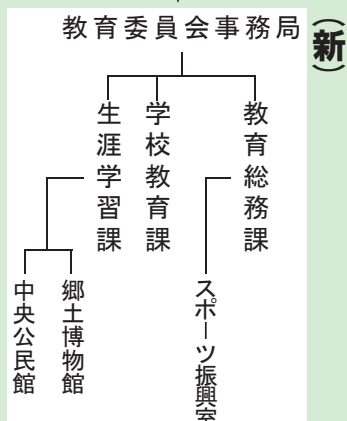 (新)
教育委員会事務局
教育総務課
スポーツ振興室
学校教育課
生涯学習課
郷土博物館
中央公民館